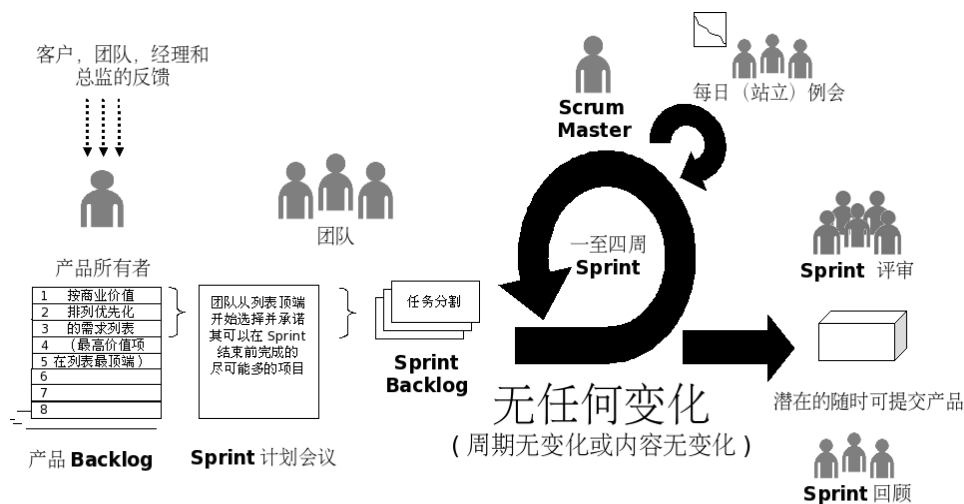 客户，团队，经理和
总监的反馈
产品所有者
1 按商业价值
2 排列优先化
3 的需求列表
4 （最高价值项
5 在列表最顶端）
6
7
8
产品 Backlog
团队
团队从列表顶端
开始选择并承诺
其可以在 Sprint
结束前完成的
尽可能多的项目
Sprint 计划会议
任务分割
Sprint
Backlog
Scrum
Master
每日（站立）例会
一至四周
Sprint
无任何变化
( 周期无变化或内容无变化 )
Sprint 评审
潜在的随时可提交产品
Sprint 回顾